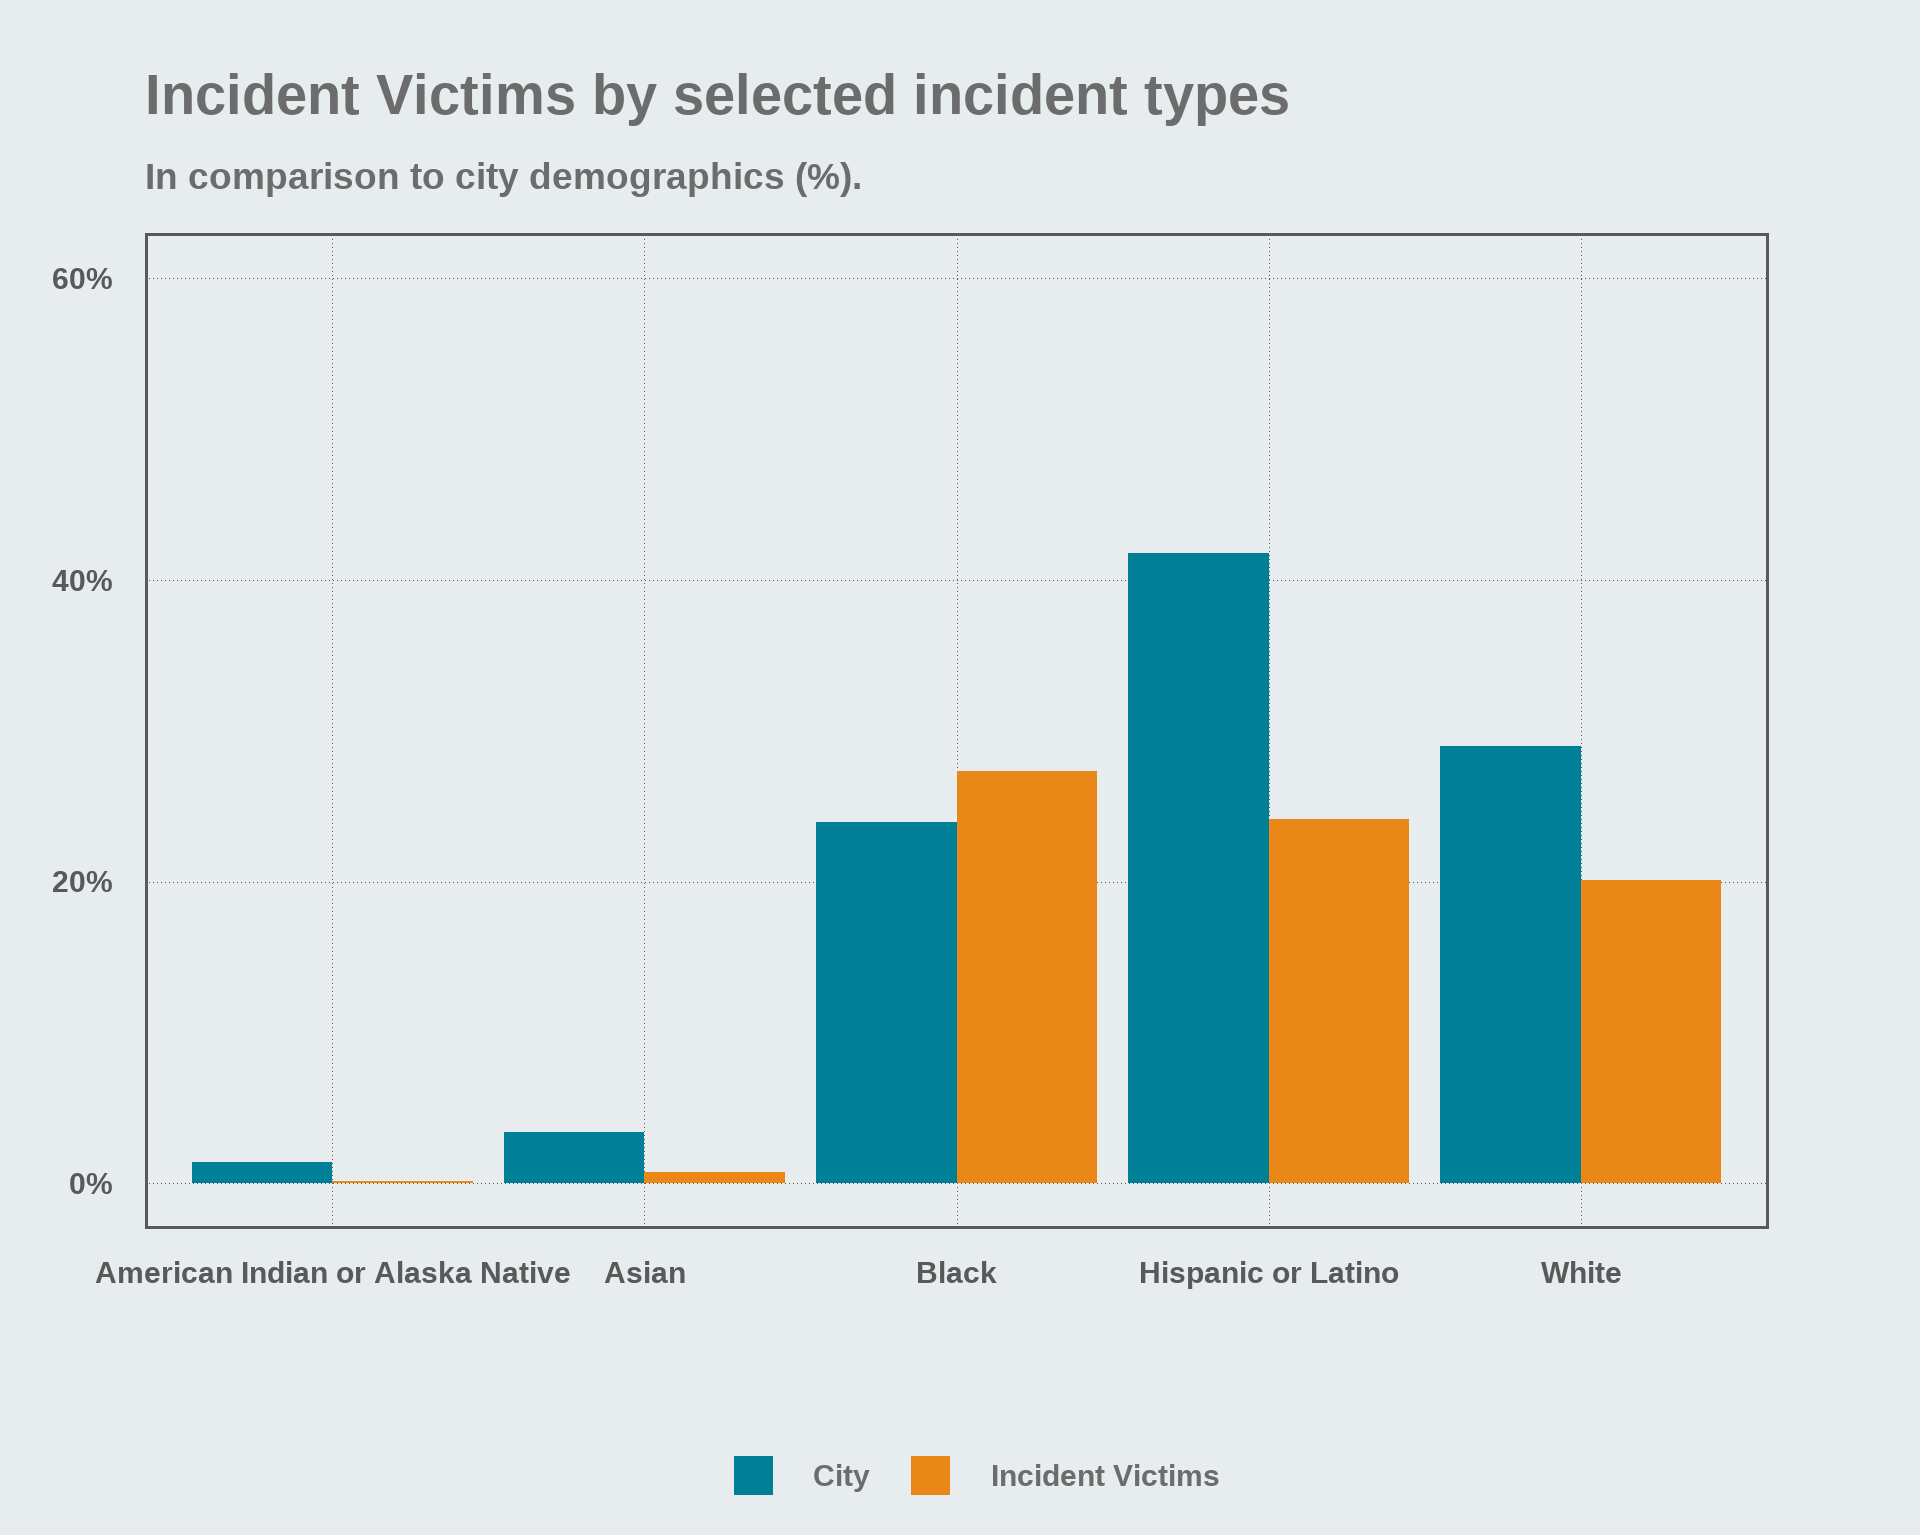 Incident Victims by selected incident types
In comparison to city demographics (%).
60%
40%
20%
0%
American Indian or Alaska Native
Asian
Black
Hispanic or Latino
White
City
Incident Victims